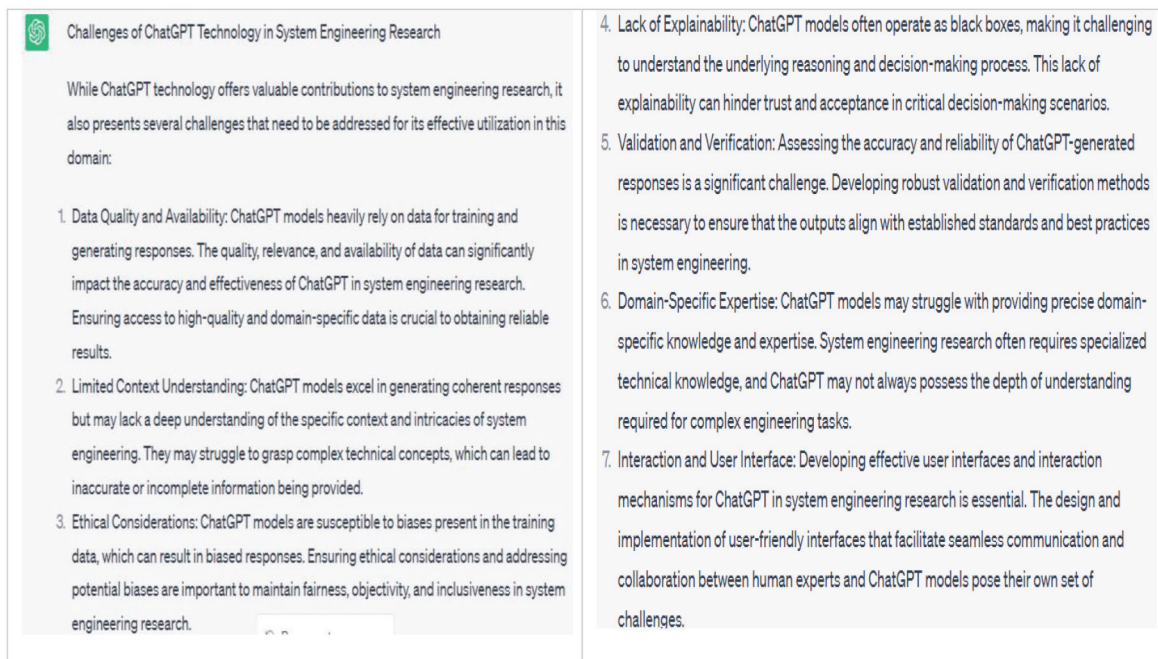 Challenges of ChatGPT Technology in System Engineering Research
While ChatGPT technology offers valuable contributions to system engineering research, it
also presents several challenges that need to be addressed for its effective utilization in this
domain:
1. Data Quality and Availability: ChatGPT models heavily rely on data for training and
generating responses. The quality, relevance, and availability of data can significantly
impact the accuracy and effectiveness of ChatGPT in system engineering research.
Ensuring access to high-quality and domain-specific data is crucial to obtaining reliable
results.
2. Limited Context Understanding: ChatGPT models excel in generating coherent responses
but may lack a deep understanding of the specific context and intricacies of system
engineering. They may struggle to grasp complex technical concepts, which can lead to
inaccurate or incomplete information being provided.
3. Ethical Considerations: ChatGPT models are susceptible to biases present in the training
data, which can result in biased responses. Ensuring ethical considerations and addressing
potential biases are important to maintain fairness, objectivity, and inclusiveness in system
engineering research.
4. Lack of Explainability: ChatGPT models often operate as black boxes, making it challenging
to understand the underlying reasoning and decision-making process. This lack of
explainability can hinder trust and acceptance in critical decision-making scenarios.
5. Validation and Verification: Assessing the accuracy and reliability of ChatGPT-generated
responses is a significant challenge. Developing robust validation and verification methods
is necessary to ensure that the outputs align with established standards and best practices
in system engineering.
6. Domain-Specific Expertise: ChatGPT models may struggle with providing precise domain-
specific knowledge and expertise. System engineering research often requires specialized
technical knowledge, and ChatGPT may not always possess the depth of understanding
required for complex engineering tasks.
7. Interaction and User Interface: Developing effective user interfaces and interaction
mechanisms for ChatGPT in system engineering research is essential. The design and
implementation of user-friendly interfaces that facilitate seamless communication and
collaboration between human experts and ChatGPT models pose their own set of
challenges.